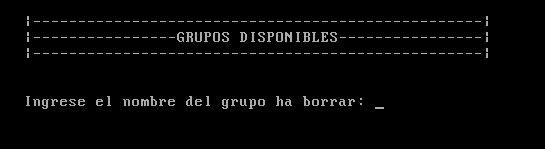 ¦--------------------------------------------------¦
¦----------------GRUPOS DISPONIBLES----------------¦
¦--------------------------------------------------¦
Ingrese el nombre del grupo ha borrar: _